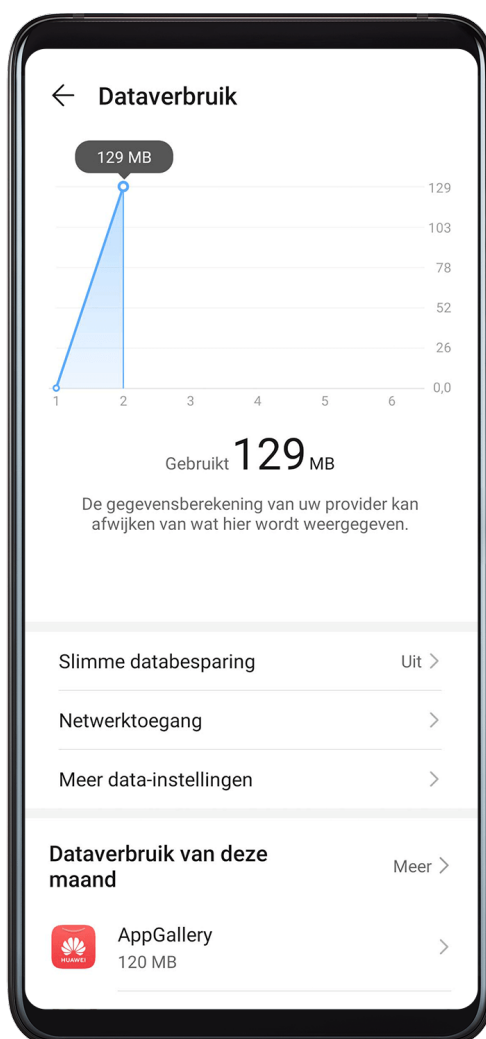 Dataverbruik
129 MB
129
103
78
52
26
0,0
1 2 3 4 5 6
Gebruikt 129 MB
De gegevensberekening van uw provider kan
afwijken van wat hier wordt weergegeven.
Slimme databesparing Uit
Netwerktoegang
Meer data-instellingen
Dataverbruik van deze
maand
Meer
AppGallery
120 MB
HUAWEI